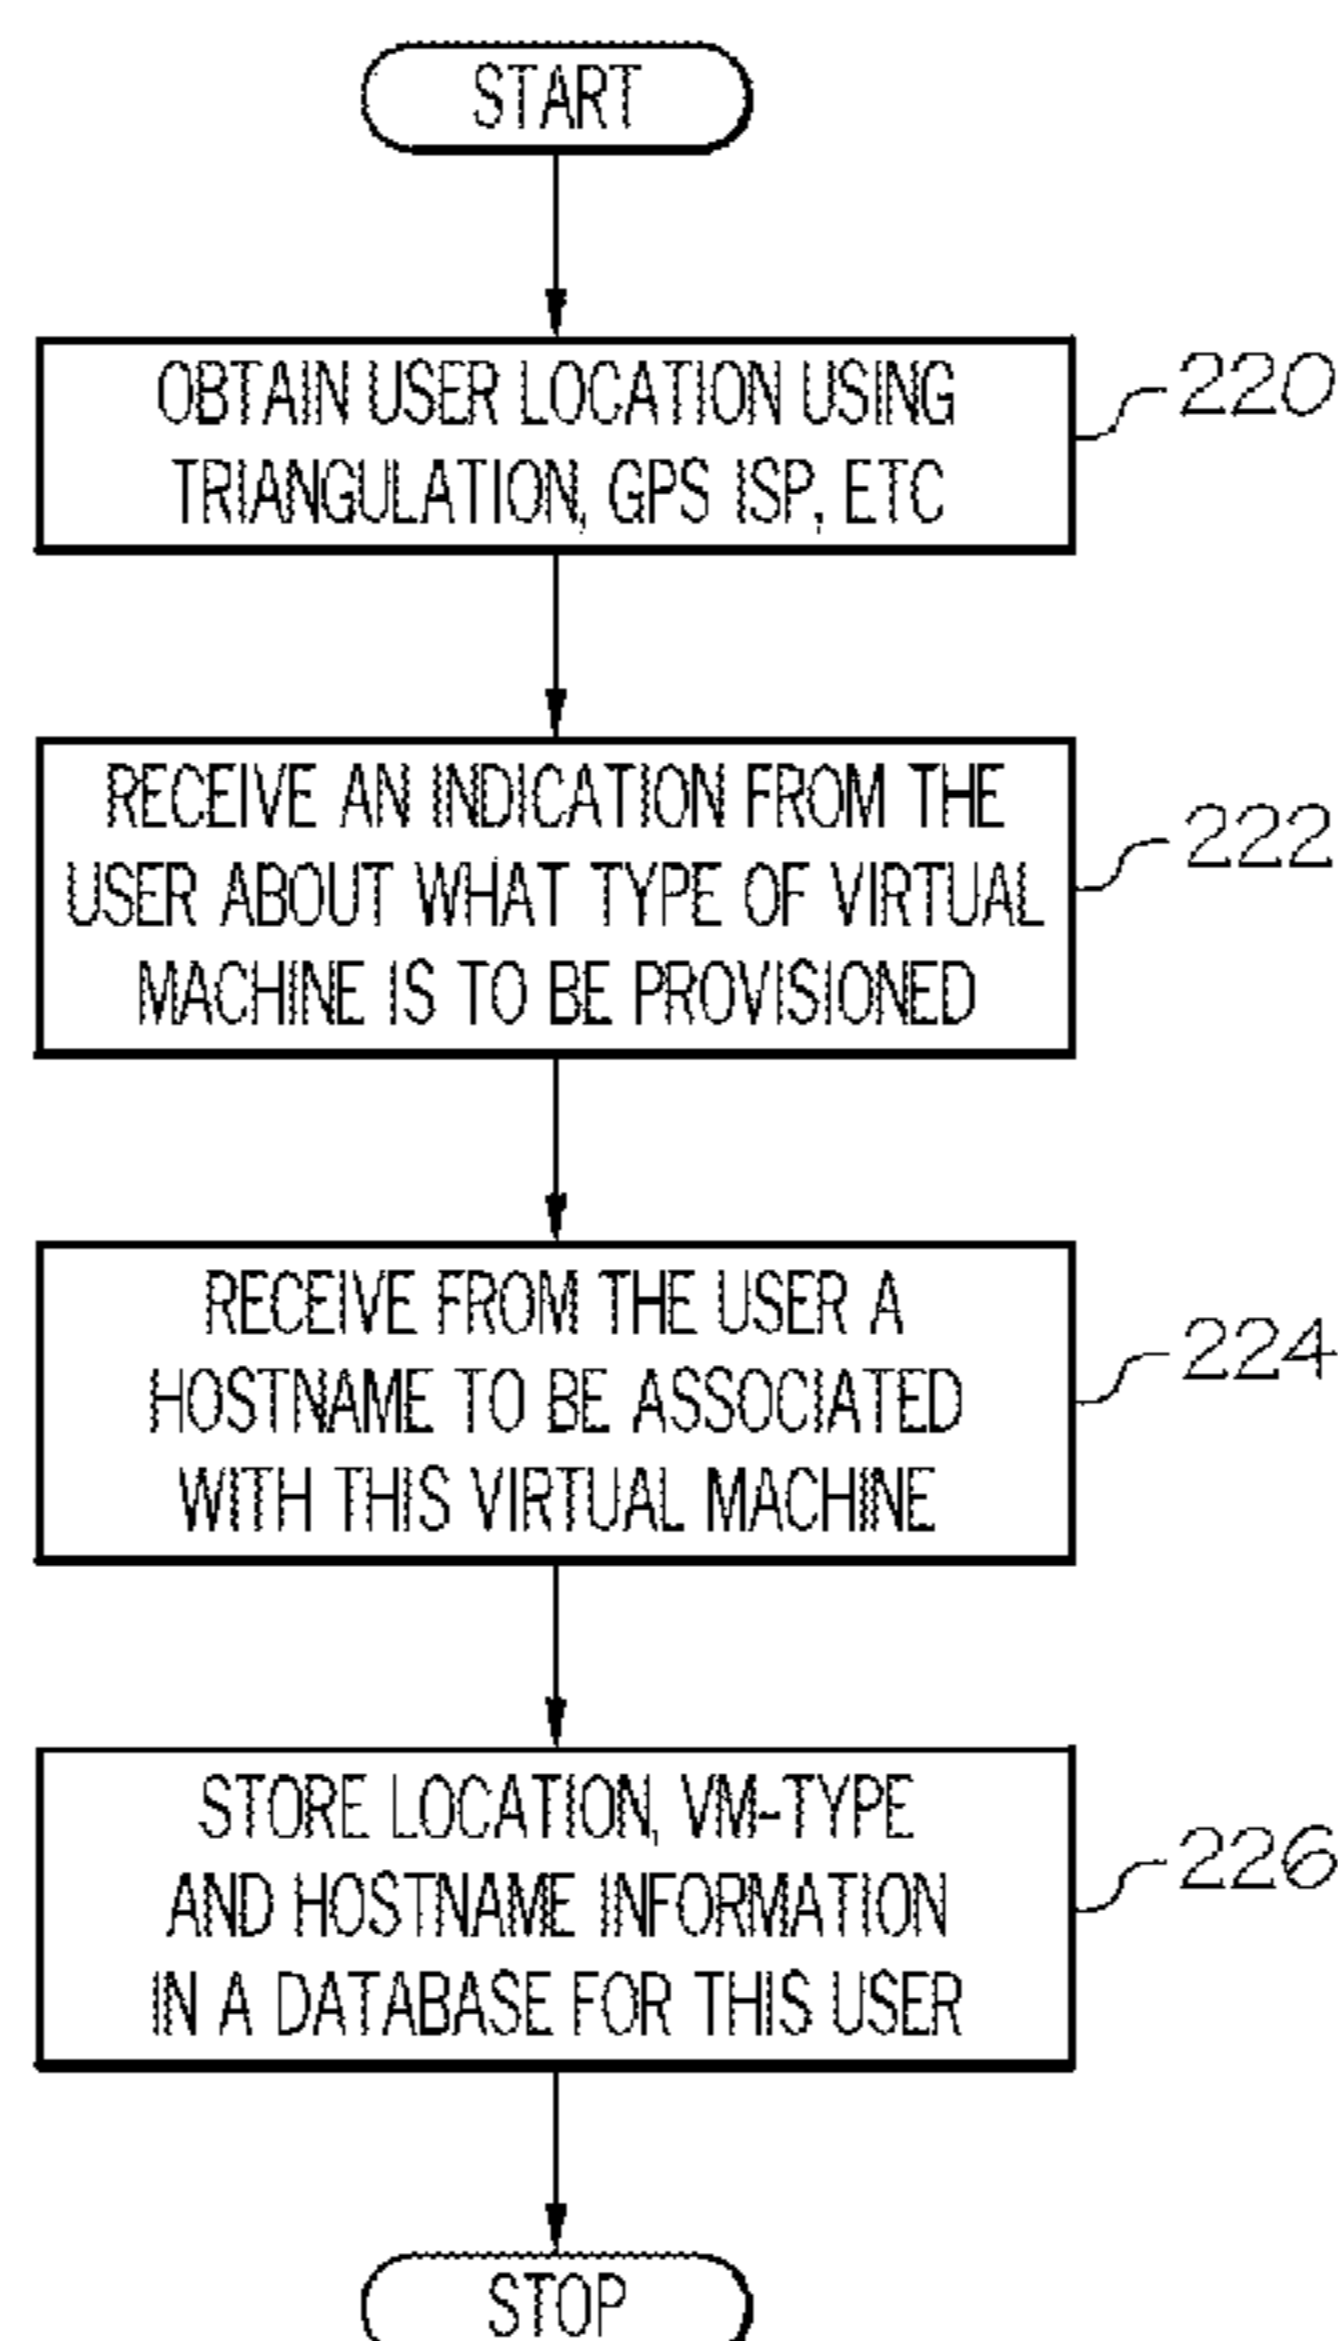 START
OBTAIN USER LOCATION USING
TRIANGULATION, GPS ISP, ETC
220
RECEIVE AN INDICATION FROM THE
USER ABOUT WHAT TYPE OF VIRTUAL
MACHINE IS TO BE PROVISIONED
222
RECEIVE FROM THE USER A
HOSTNAME TO BE ASSOCIATED
WITH THIS VIRTUAL MACHINE
224
STORE LOCATION, VM-TYPE
AND HOSTNAME INFORMATION
IN A DATABASE FOR THIS USER
226
STOP